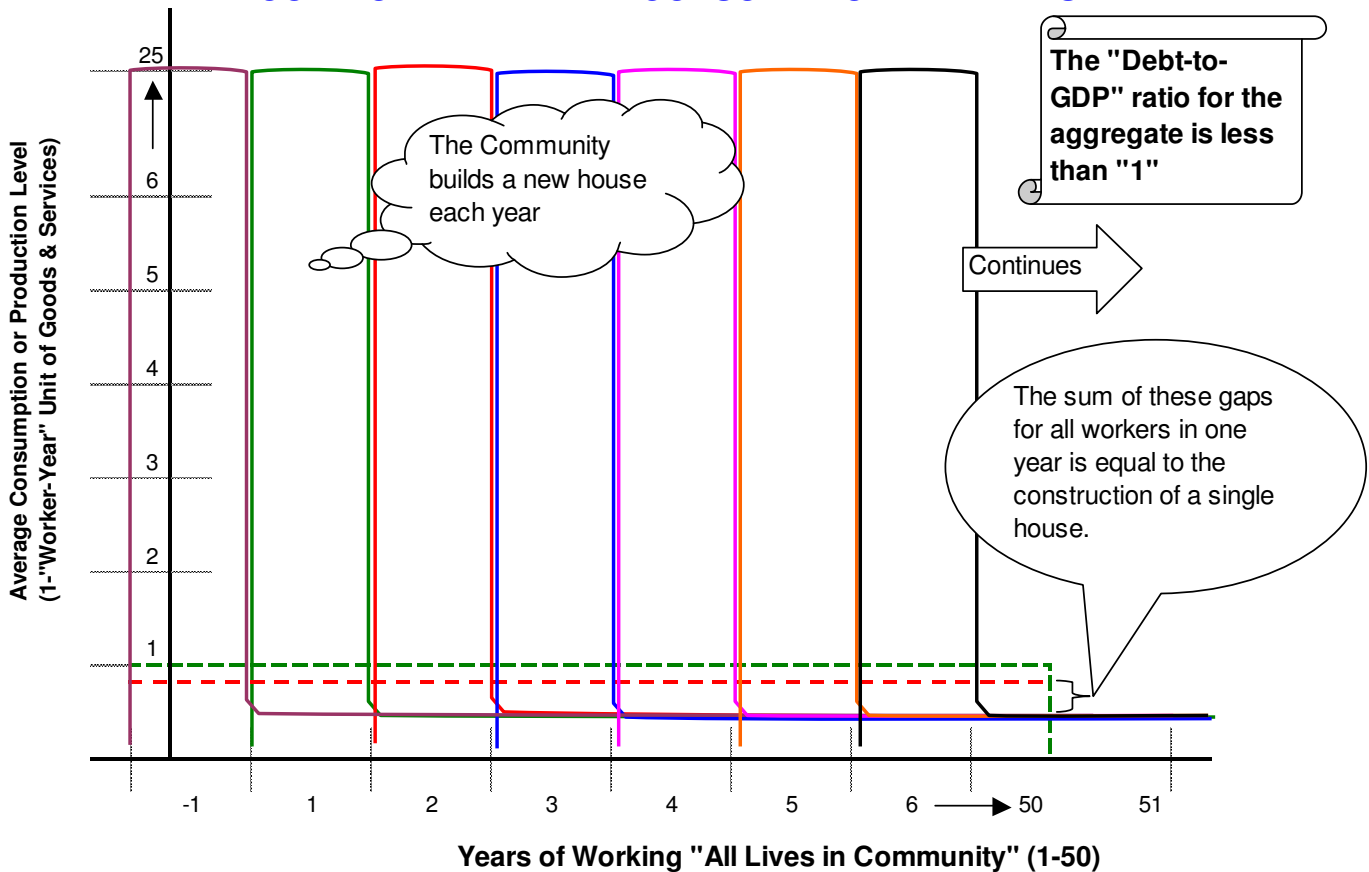 The "Debt-to-
GDP" ratio for the
aggregate is less
than "1"
The Community
builds a new house
each year
Continues
The sum of these gaps
for all workers in one
year is equal to the
construction of a single
house.
Average Consumption or Production Level
(1-"Worker-Year" Unit of Goods & Services)
25
6
5
4
3
2
1
-1 1 2 3 4 5 6 50 51
Years of Working "All Lives in Community" (1-50)